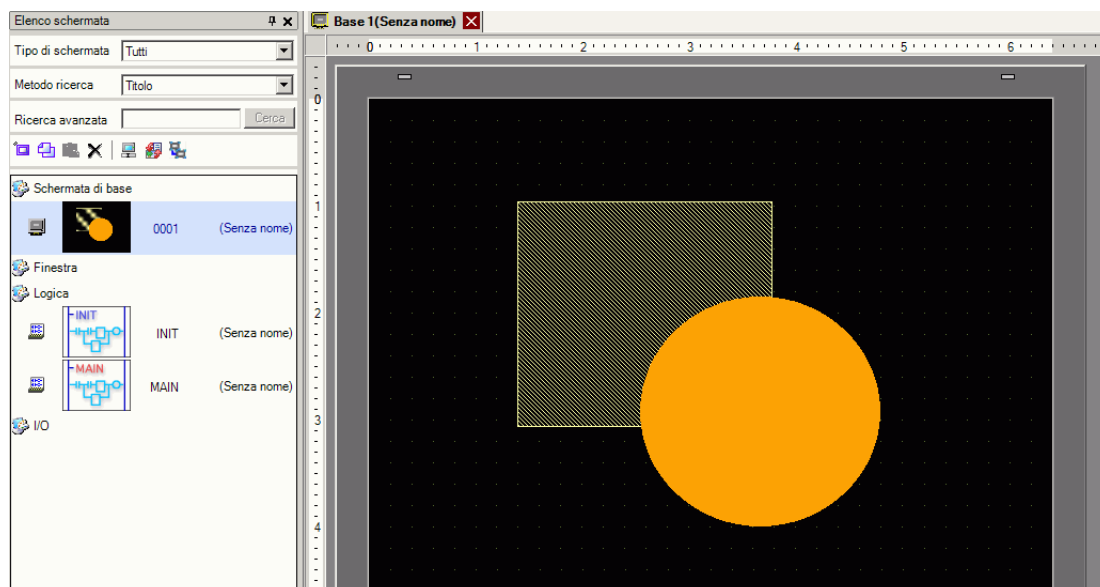 Elenco schermata
Base 1(Senza nome)
Tipo di schermata Tutti
0 1 2 3 4 5 6
Metodo ricerca Titolo
Ricerca avanzata Cerca
Schermata di base
0001 (Senza nome)
Finestra
Logica
INIT
INIT (Senza nome)
MAIN
MAIN (Senza nome)
I/O
0
1
2
3
4